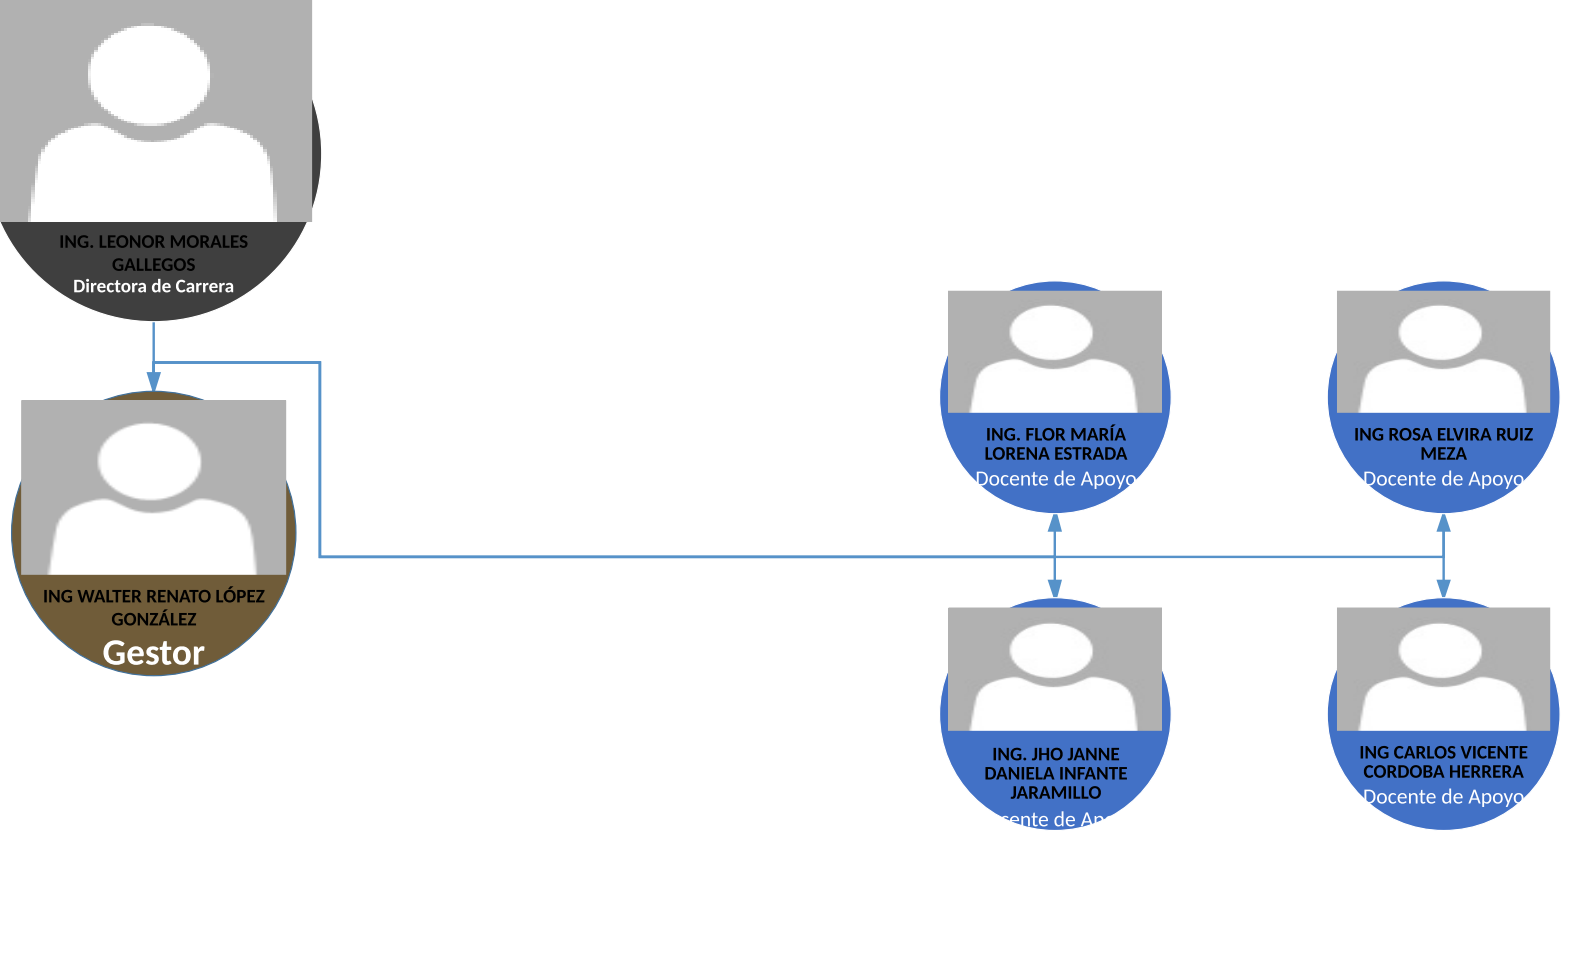 ING. LEONOR MORALES
GALLEGOS
Directora de Carrera
ING WALTER RENATO LÓPEZ
GONZÁLEZ
Gestor
ING. FLOR MARÍA
LORENA ESTRADA
Docente de Apoyo
ING ROSA ELVIRA RUIZ
MEZA
Docente de Apoyo
ING. JHO JANNE
DANIELA INFANTE
JARAMILLO
de
ING CARLOS VICENTE
CORDOBA HERRERA
Docente de Apoyo